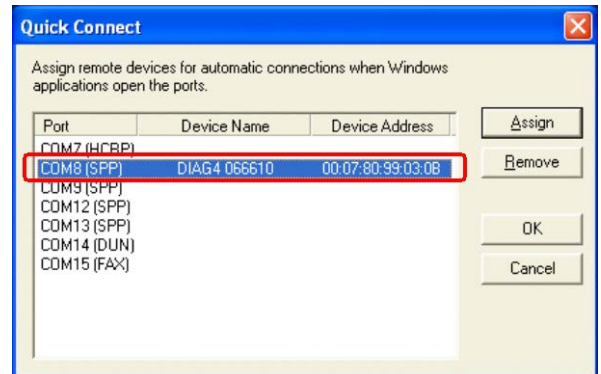 Quick Connect
Assign remote devices for automatic connections when Windows
applications open the ports.
Port Device Name Device Address
COM7 (HCRP)
COM8 (SPP) DIAG4 066610 00:07:80:99:03:0B
COM9 (SPP)
COM12 (SPP)
COM13 (SPP)
COM14 (DUN)
COM15 (FAX)
Assign
Remove
OK
Cancel